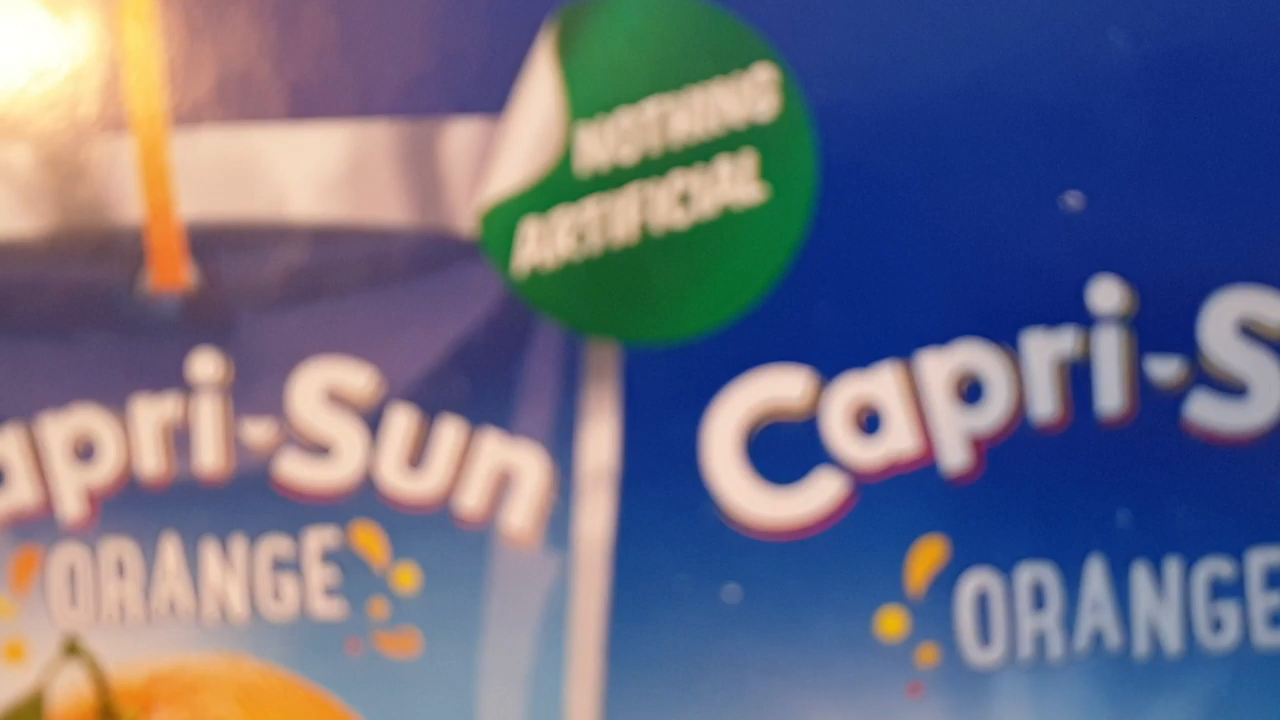 NOTHING
ARTIFICIAL
apri-Sun
ORANGE
Capri-S
ORANGE